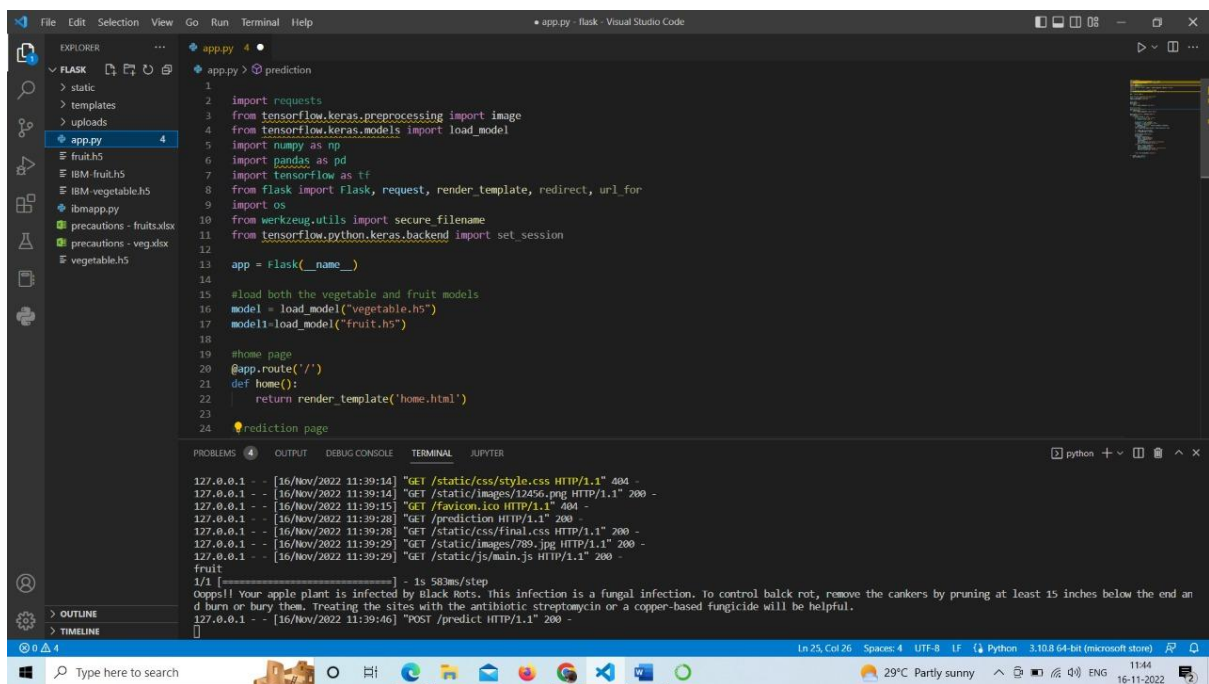 File Edit Selection View Go Run Terminal Help
● app.py - flask - Visual Studio Code
EXPLORER ...
FLASK
> static
> templates
> uploads
app.py 4
fruit.h5
IBM-fruit.h5
IBM-vegetable.h5
ibmapp.py
precautions - fruits.xlsx
precautions - veg.xlsx
vegetable.h5
> OUTLINE
> TIMELINE
app.py 4 ●
app.py > prediction
1
2 import requests
3 from tensorflow.keras.preprocessing import image
4 from tensorflow.keras.models import load_model
5 import numpy as np
6 import pandas as pd
7 import tensorflow as tf
8 from flask import Flask, request, render_template, redirect, url_for
9 import os
10 from werkzeug.utils import secure_filename
11 from tensorflow.python.keras.backend import set_session
12
13 app = Flask(__name__)
14
15 #load both the vegetable and fruit models
16 model = load_model("vegetable.h5")
17 model1=load_model("fruit.h5")
18
19 #home page
20 @app.route('/')
21 def home():
22 return render_template('home.html')
23
24 rediction page
PROBLEMS 4 OUTPUT DEBUG CONSOLE TERMINAL JUPYTER
python
127.0.0.1 - - [16/Nov/2022 11:39:14] "GET /static/css/style.css HTTP/1.1" 404 -
127.0.0.1 - - [16/Nov/2022 11:39:14] "GET /static/images/12456.png HTTP/1.1" 200 -
127.0.0.1 - - [16/Nov/2022 11:39:15] "GET /favicon.ico HTTP/1.1" 404 -
127.0.0.1 - - [16/Nov/2022 11:39:28] "GET /prediction HTTP/1.1" 200 -
127.0.0.1 - - [16/Nov/2022 11:39:28] "GET /static/css/final.css HTTP/1.1" 200 -
127.0.0.1 - - [16/Nov/2022 11:39:29] "GET /static/images/789.jpg HTTP/1.1" 200 -
127.0.0.1 - - [16/Nov/2022 11:39:29] "GET /static/js/main.js HTTP/1.1" 200 -
fruit
1/1 [==============================] - 1s 583ms/step
Oopps!! Your apple plant is infected by Black Rots. This infection is a fungal infection. To control balck rot, remove the cankers by pruning at least 15 inches below the end an
d burn or bury them. Treating the sites with the antibiotic streptomycin or a copper-based fungicide will be helpful.
127.0.0.1 - - [16/Nov/2022 11:39:46] "POST /predict HTTP/1.1" 200 -
0 4 Ln 25, Col 26 Spaces: 4 UTF-8 LF Python 3.10.8 64-bit (microsoft store)
Type here to search
29°C Partly sunny
ENG
11:44
16-11-2022
2